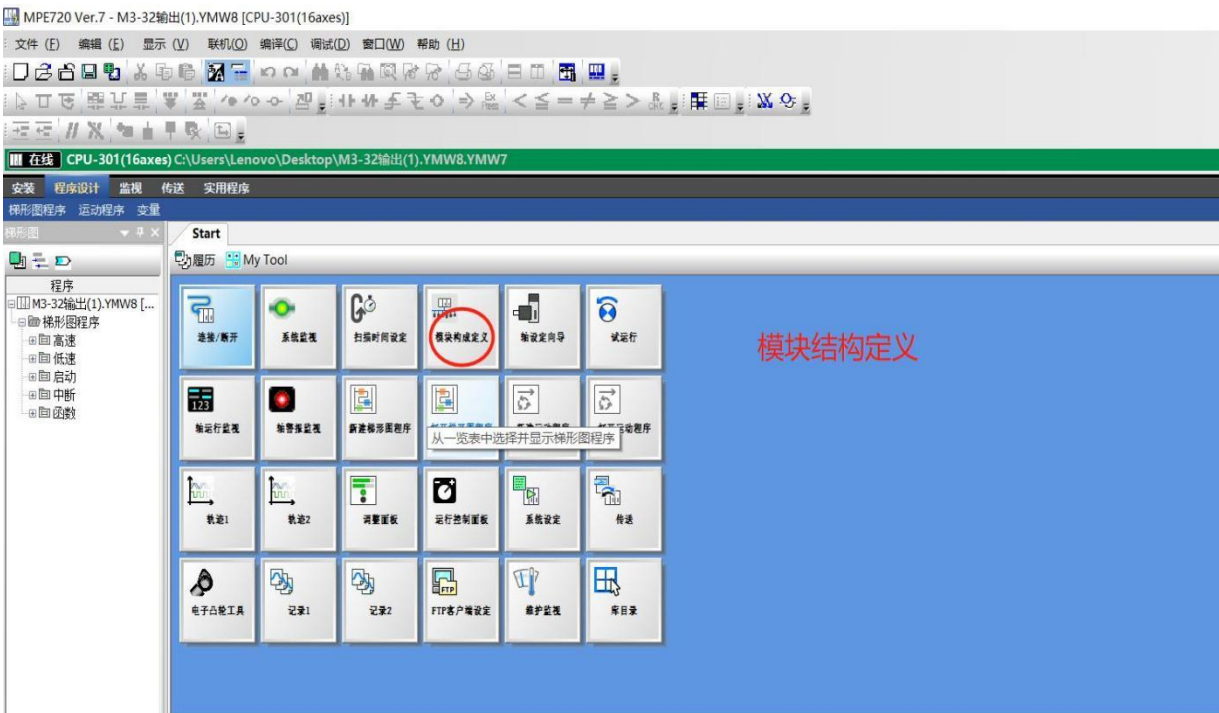 MPE720 Ver.7 - M3-32输出(1).YMW8 [CPU-301(16axes)]
文件 (F) 编辑 (E) 显示 (V) 联机(O) 编译(C) 调试(D) 窗口(W) 帮助 (H)
在线 CPU-301(16axes) C:\Users\Lenovo\Desktop\M3-32输出(1).YMW8.YMW7
安装 程序设计 监视 传送 实用程序
梯形图程序 运动程序 变量
梯形图
Start
履历 My Tool
程序
M3-32输出(1).YMW8 [...
梯形图程序
高速
低速
启动
中断
函数
连接/断开 系统监视 扫描时间设定 模块构成定义 轴设定向导 试运行
模块结构定义
123
轴运行监视 轴警报监视 新建梯形图程序
从一览表中选择并显示梯形图程序
轨迹1 轨迹2 调整面板 运行控制面板 系统设定 传送
FTP
电子凸轮工具 记录1 记录2 FTP客户端设定 维护监视 库目录